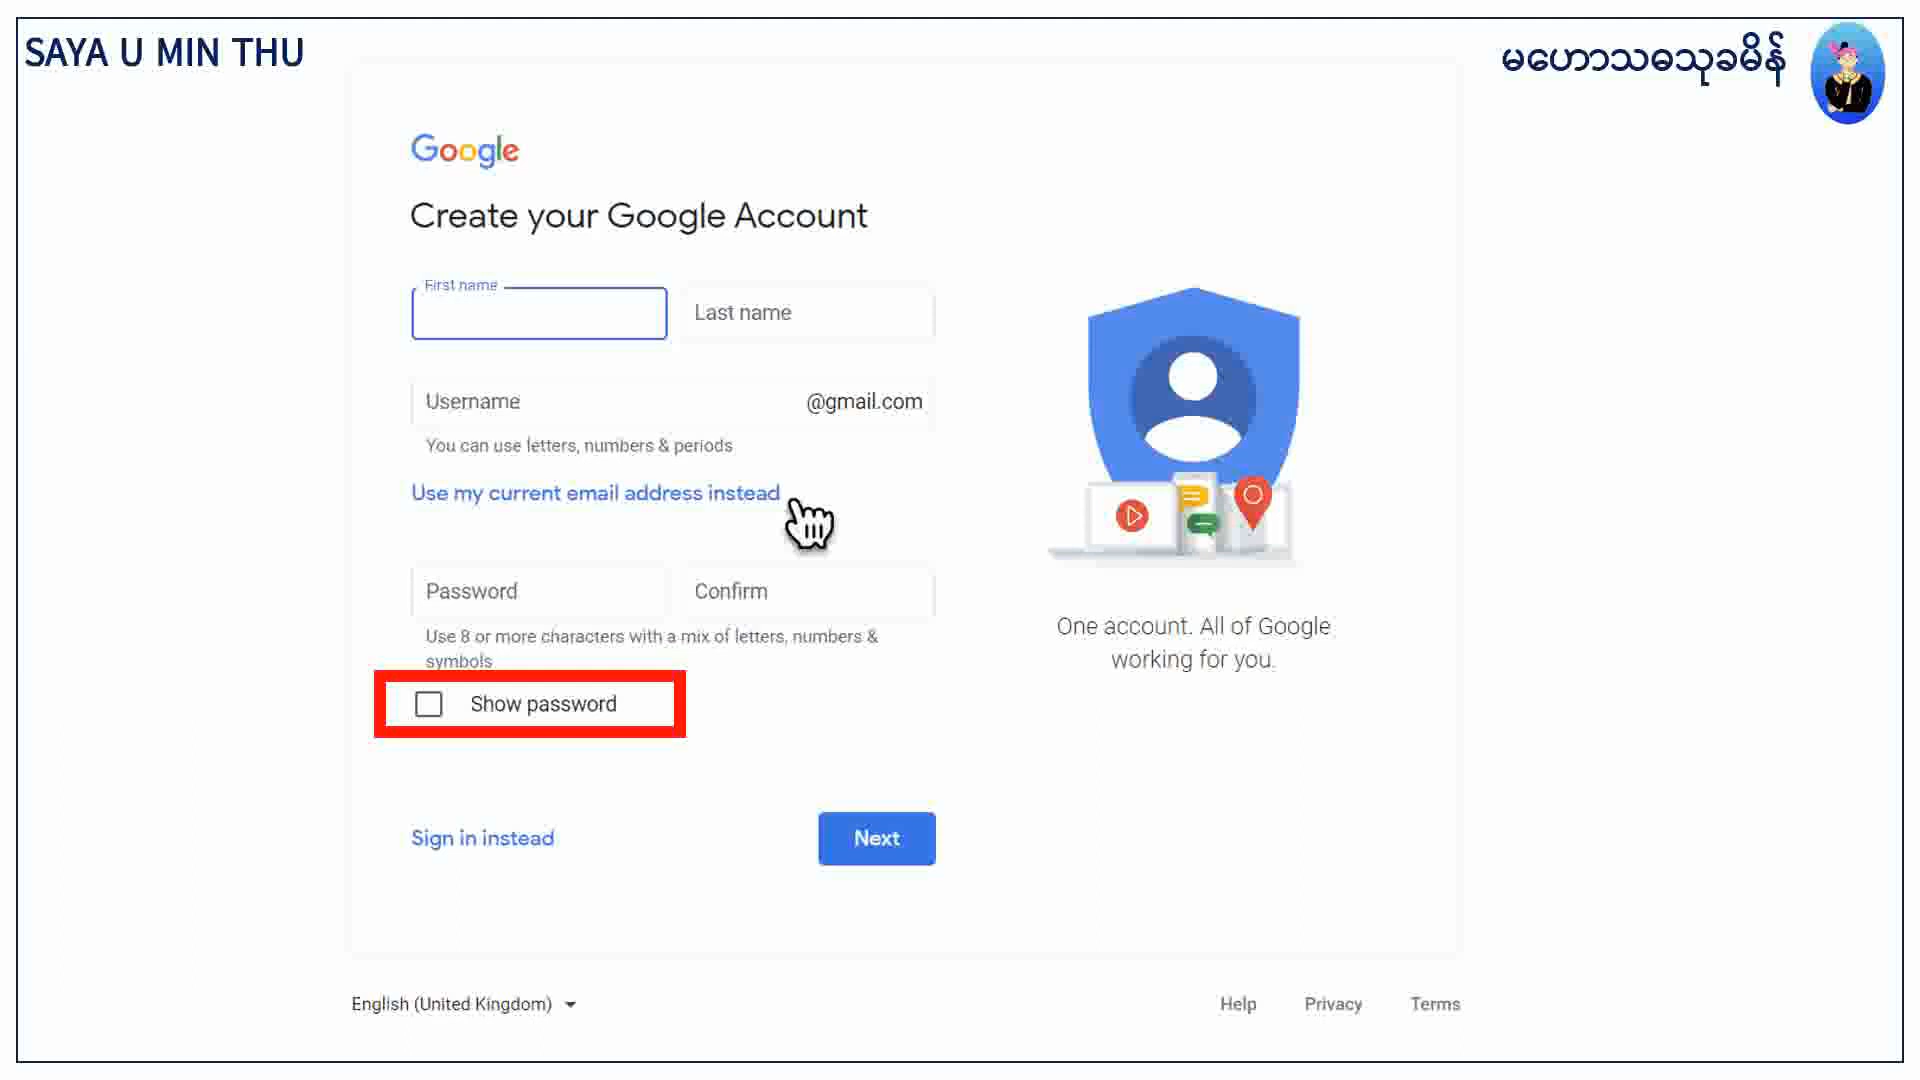 SAYA U MIN THU
မဟောသဓသုခမိန်
Google
Create your Google Account
First name
Last name
Username @gmail.com
You can use letters, numbers & periods
Use my current email address instead
Password
Confirm
Use 8 or more characters with a mix of letters, numbers &
symbols
Show password
Sign in instead
Next
One account. All of Google
working for you.
English (United Kingdom)
Help
Privacy
Terms